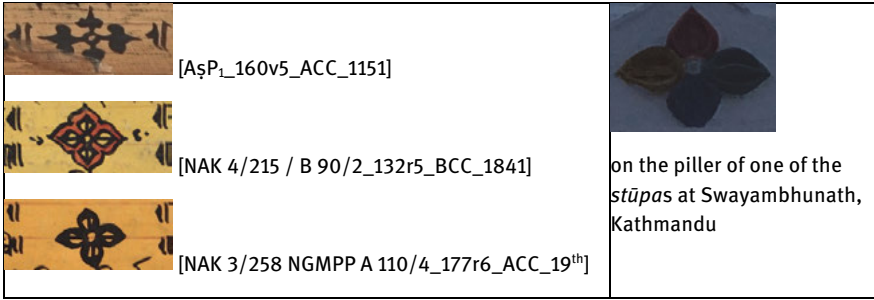 [AṣP₁_160v5_ACC_1151]
[NAK 4/215 / B 90/2_132r5_BCC_1841]
[NAK 3/258 NGMPP A 110/4_177r6_ACC_19ᵗʰ]
on the piller of one of the
stūpas at Swayambhunath,
Kathmandu